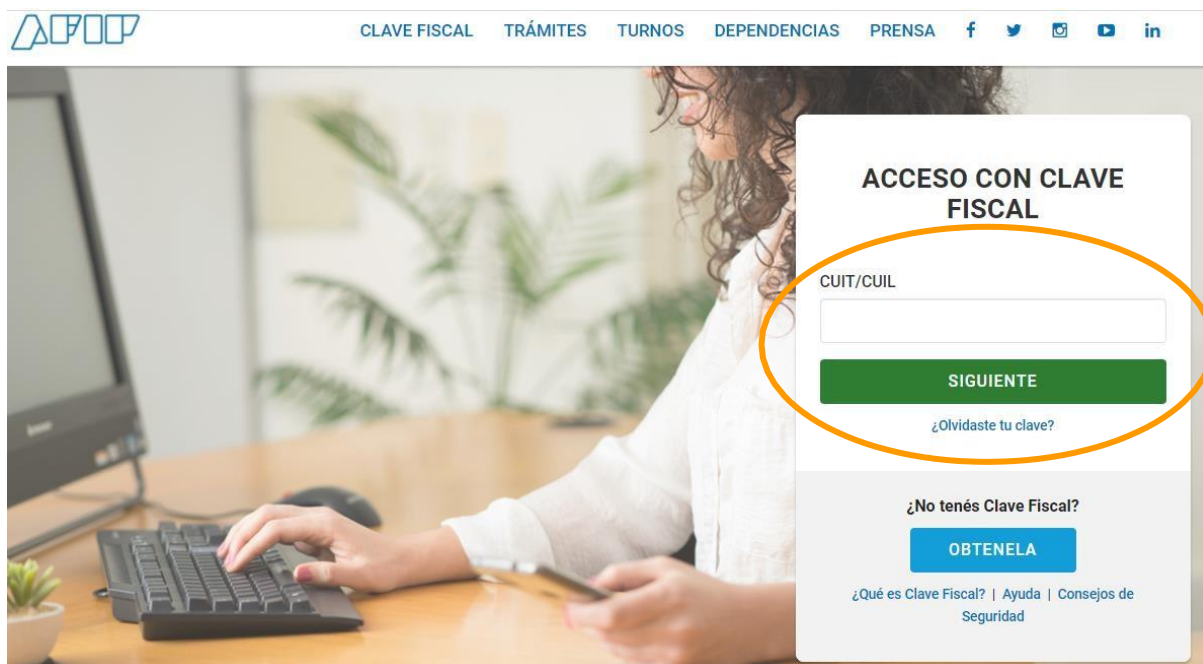 AFIP
CLAVE FISCAL TRÁMITES TURNOS DEPENDENCIAS PRENSA f in
ACCESO CON CLAVE
FISCAL
CUIT/CUIL
SIGUIENTE
¿Olvidaste tu clave?
¿No tenés Clave Fiscal?
OBTENELA
¿Qué es Clave Fiscal? | Ayuda | Consejos de
Seguridad